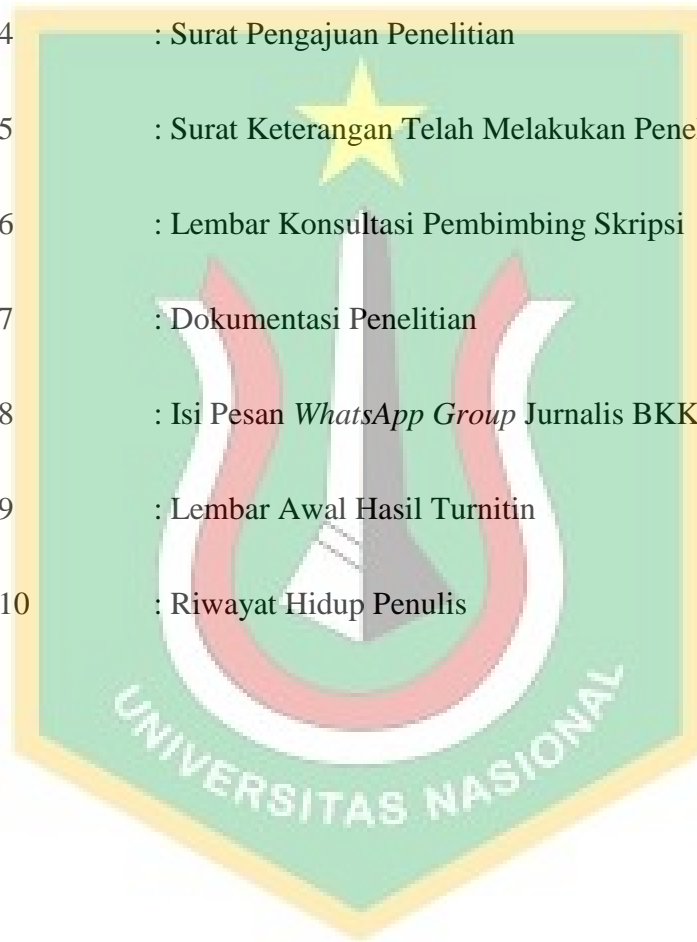 4 : Surat Pengajuan Penelitian
5 : Surat Keterangan Telah Melakukan Pene
6 : Lembar Konsultasi Pembimbing Skripsi
7 : Dokumentasi Penelitian
8 : Isi Pesan WhatsApp Group Jurnalis BKK
9 : Lembar Awal Hasil Turnitin
10 : Riwayat Hidup Penulis
UNIVERSITAS NASIONAL